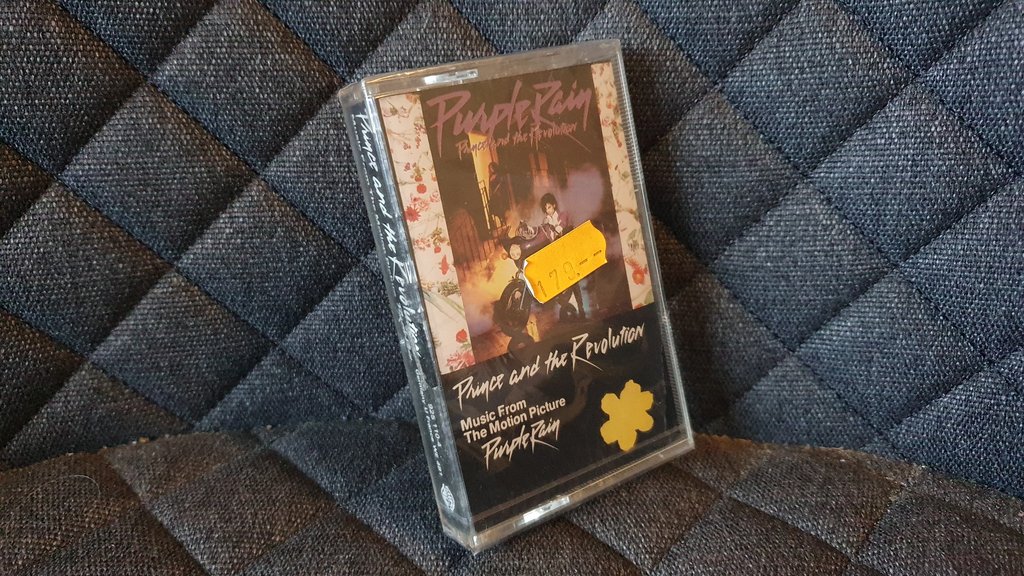 Purple Rain
Prince and the Revolution
Prince and the Revolution
178.--
Prince and the Revolution
Music From
The Motion Picture
Purple Rain